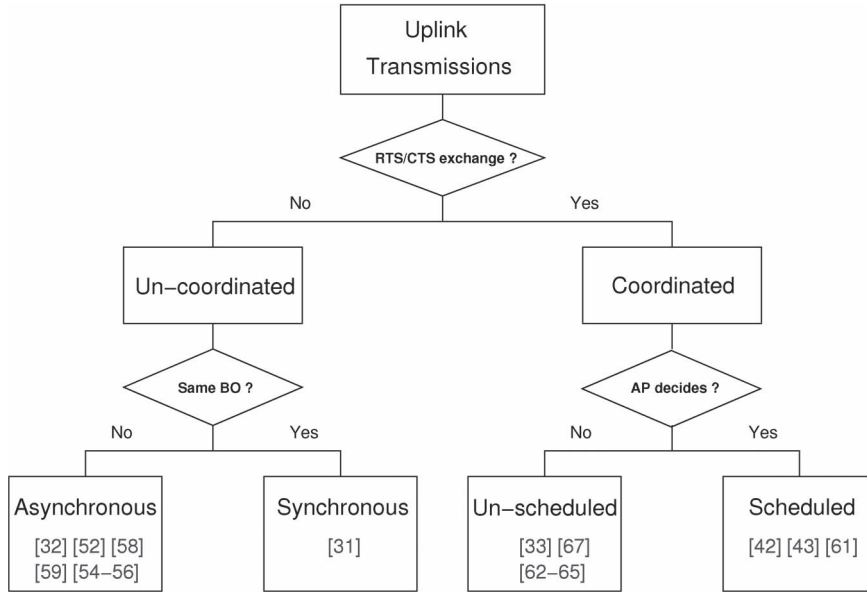 Uplink
Transmissions
RTS/CTS exchange ?
No
Yes
Un−coordinated
Coordinated
Same BO ?
AP decides ?
No
Yes
No
Yes
Asynchronous
[32] [52] [58]
[59] [54−56]
Synchronous
[31]
Un−scheduled
[33] [67]
[62−65]
Scheduled
[42] [43] [61]